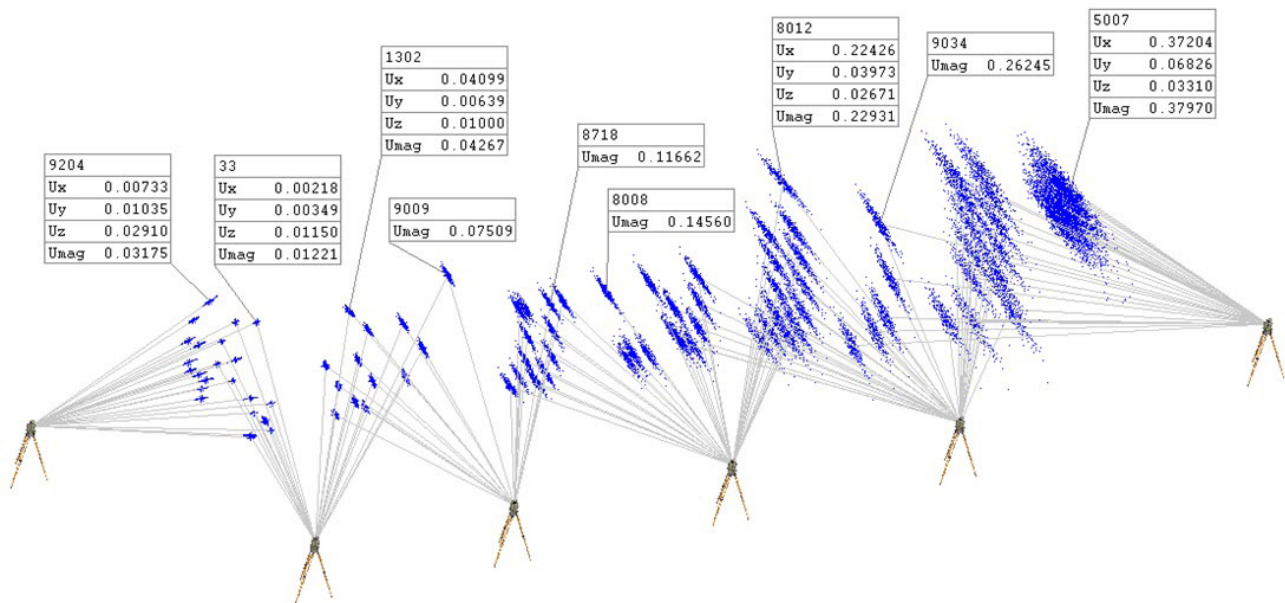 9204
Ux 0.00733
Uy 0.01035
Uz 0.02910
Umag 0.03175
33
Ux 0.00218
Uy 0.00349
Uz 0.01150
Umag 0.01221
1302
Ux 0.04099
Uy 0.00639
Uz 0.01000
Umag 0.04267
9009
Umag 0.07509
8718
Umag 0.11662
8008
Umag 0.14560
8012
Ux 0.22426
Uy 0.03973
Uz 0.02671
Umag 0.22931
9034
Umag 0.26245
5007
Ux 0.37204
Uy 0.06826
Uz 0.03310
Umag 0.37970